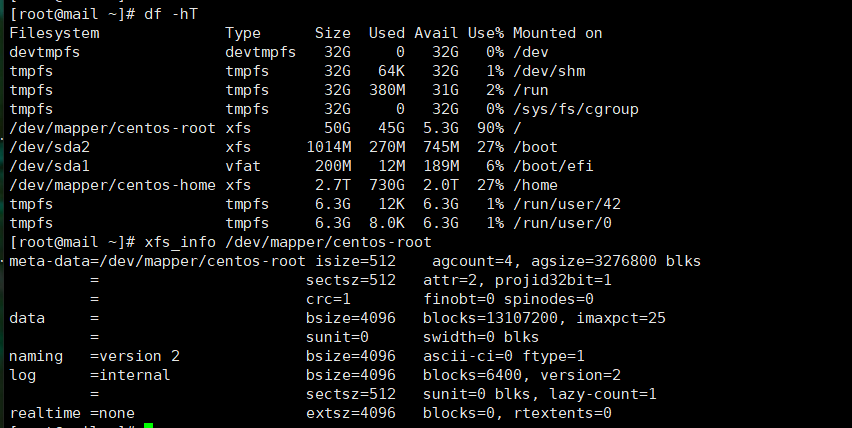 [root@mail ~]# df -hT
Filesystem              Type      Size  Used Avail Use% Mounted on
devtmpfs                devtmpfs   32G     0   32G   0% /dev
tmpfs                   tmpfs      32G   64K   32G   1% /dev/shm
tmpfs                   tmpfs      32G  380M   31G   2% /run
tmpfs                   tmpfs      32G     0   32G   0% /sys/fs/cgroup
/dev/mapper/centos-root xfs        50G   45G  5.3G  90% /
/dev/sda2               xfs      1014M  270M  745M  27% /boot
/dev/sda1               vfat      200M   12M  189M   6% /boot/efi
/dev/mapper/centos-home xfs       2.7T  730G  2.0T  27% /home
tmpfs                   tmpfs     6.3G   12K  6.3G   1% /run/user/42
tmpfs                   tmpfs     6.3G  8.0K  6.3G   1% /run/user/0
[root@mail ~]# xfs_info /dev/mapper/centos-root
meta-data=/dev/mapper/centos-root isize=512    agcount=4, agsize=3276800 blks
         =                       sectsz=512   attr=2, projid32bit=1
         =                       crc=1        finobt=0 spinodes=0
data     =                       bsize=4096   blocks=13107200, imaxpct=25
         =                       sunit=0      swidth=0 blks
naming   =version 2              bsize=4096   ascii-ci=0 ftype=1
log      =internal               bsize=4096   blocks=6400, version=2
         =                       sectsz=512   sunit=0 blks, lazy-count=1
realtime =none                   extsz=4096   blocks=0, rtextents=0
[root@mail ~]#